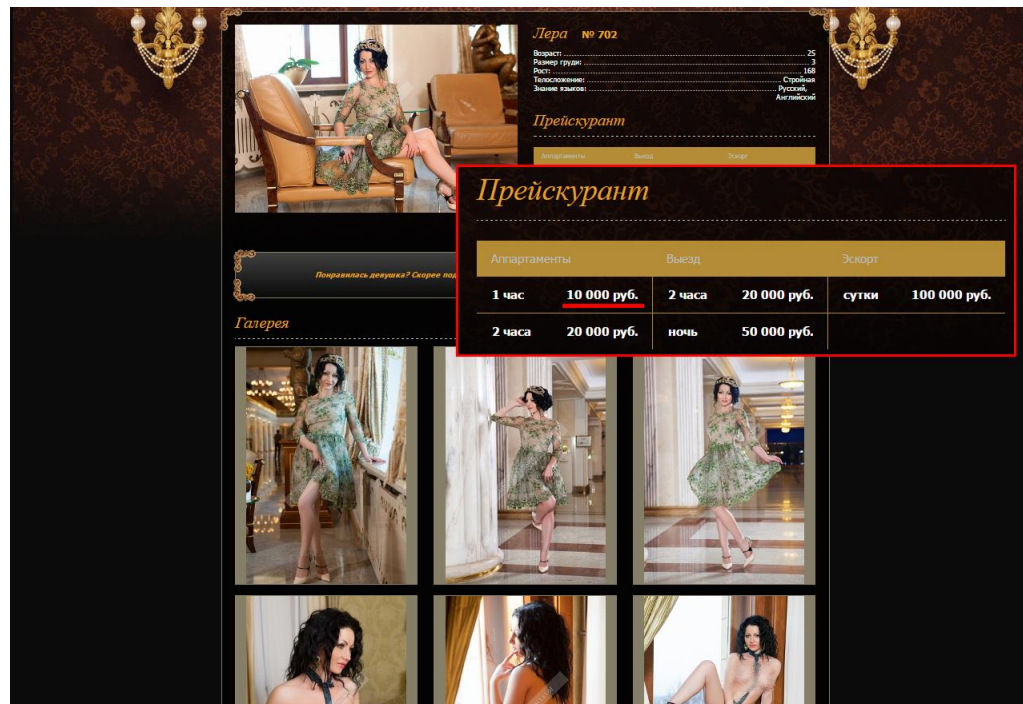 Лера № 702
Возраст: 25
Размер груди: 3
Рост: 168
Телосложение: Стройная
Знание языков: Русский,
Английский
Прейскурант
Аппартаменты Выезд Эскорт
Прейскурант
Аппартаменты Выезд Эскорт
1 час 10 000 руб. 2 часа 20 000 руб. сутки 100 000 руб.
2 часа 20 000 руб. ночь 50 000 руб.
Понравилась девушка? Скорее под
Галерея